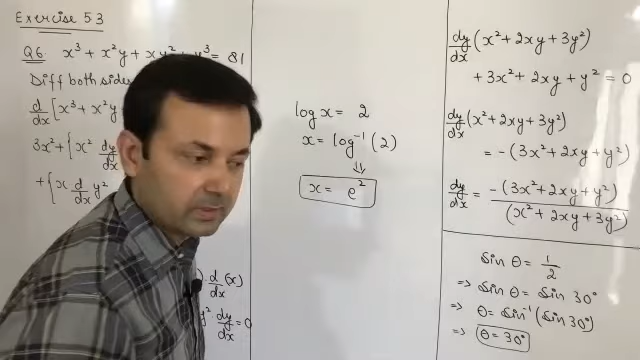 Exercise 5.3
Q6. x³ + x²y + xy² + y³ = 81
Diff both sides
d/dx [x³ + x²y
3x² + {x² dy/dx
+ {x d/dx y²
) d/dx (x)
y² dy/dx = 0
log x = 2
x = log⁻¹ (2)
⇓
x = e²
dy/dx (x² + 2xy + 3y²)
+ 3x² + 2xy + y² = 0
dy/dx (x² + 2xy + 3y²)
= -(3x² + 2xy + y²)
dy/dx = -(3x² + 2xy + y²) / (x² + 2xy + 3y²)
Sin θ = 1/2
=> Sin θ = Sin 30°
=> θ = Sin⁻¹ (Sin 30°)
=> θ = 30°